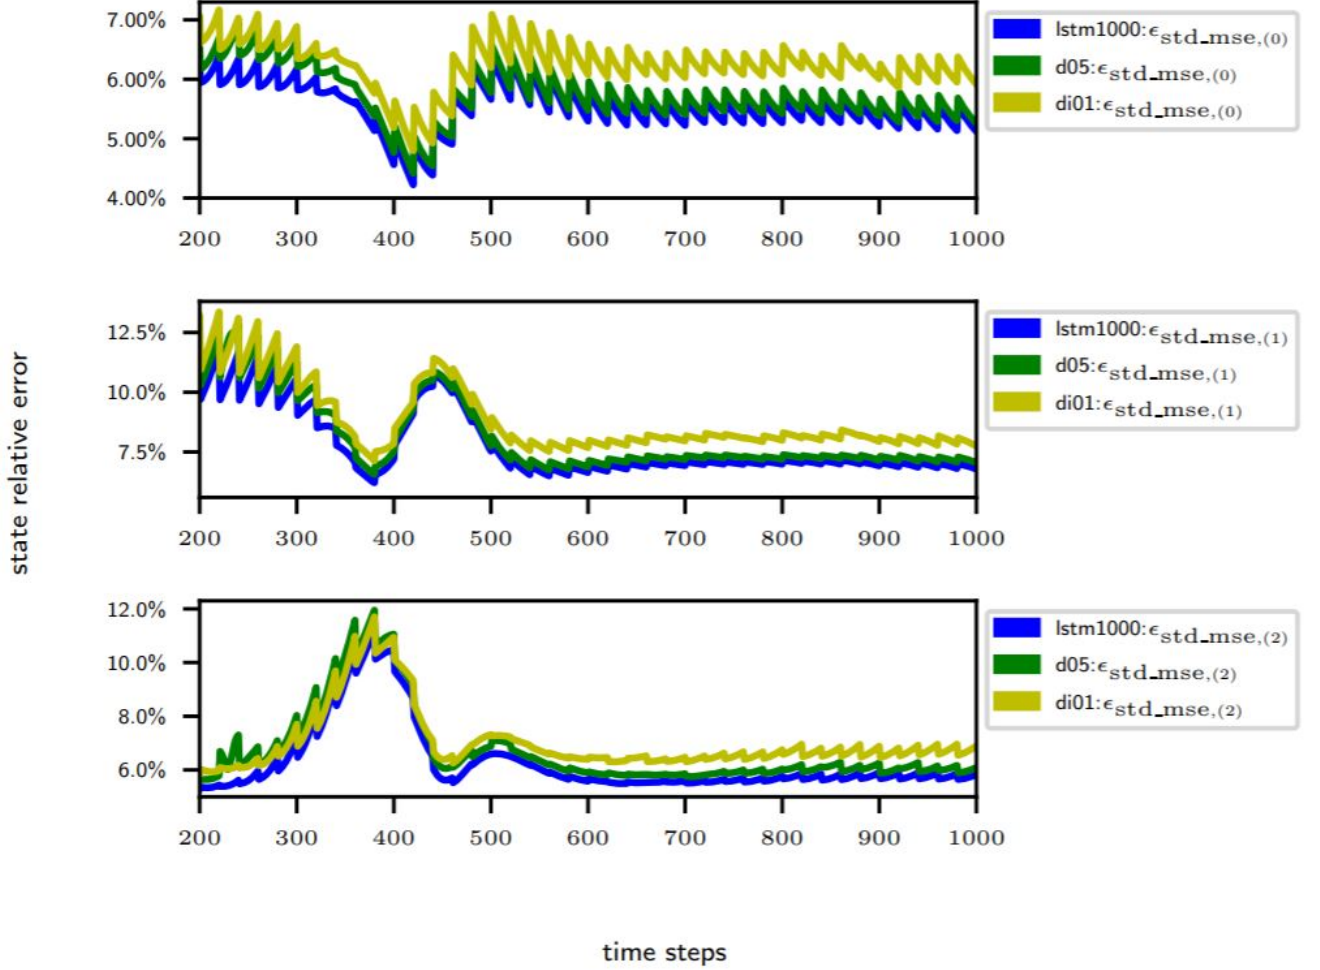 state relative error
7.00%
6.00%
5.00%
4.00%
200 300 400 500 600 700 800 900 1000
lstm1000:ϵstd_mse,(0)
d05:ϵstd_mse,(0)
di01:ϵstd_mse,(0)
12.5%
10.0%
7.5%
200 300 400 500 600 700 800 900 1000
lstm1000:ϵstd_mse,(1)
d05:ϵstd_mse,(1)
di01:ϵstd_mse,(1)
12.0%
10.0%
8.0%
6.0%
200 300 400 500 600 700 800 900 1000
lstm1000:ϵstd_mse,(2)
d05:ϵstd_mse,(2)
di01:ϵstd_mse,(2)
time steps